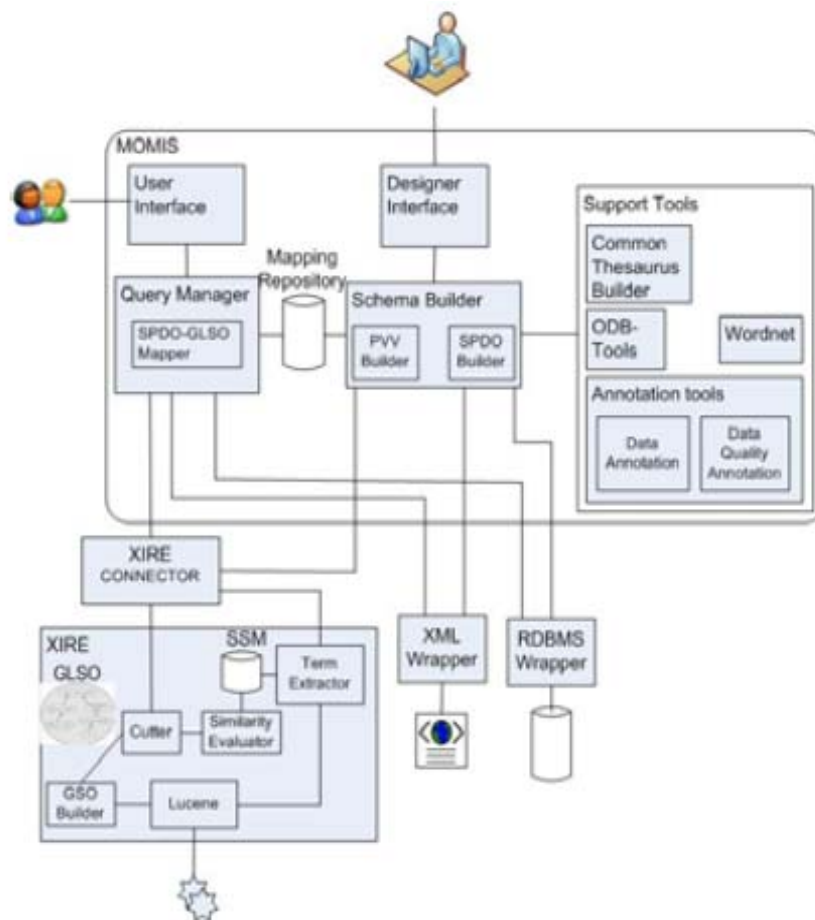 MOMIS
User
Interface
Designer
Interface
Support Tools
Common
Thesaurus
Builder
Mapping
Repository
Query Manager
SPDO-GLSO
Mapper
Schema Builder
PVV
Builder
SPDO
Builder
ODB-
Tools
Wordnet
Annotation tools
Data
Annotation
Data
Quality
Annotation
XIRE
CONNECTOR
XIRE
GLSO
SSM
Term
Extractor
Cutter
Similarity
Evaluator
GSO
Builder
Lucene
XML
Wrapper
RDBMS
Wrapper